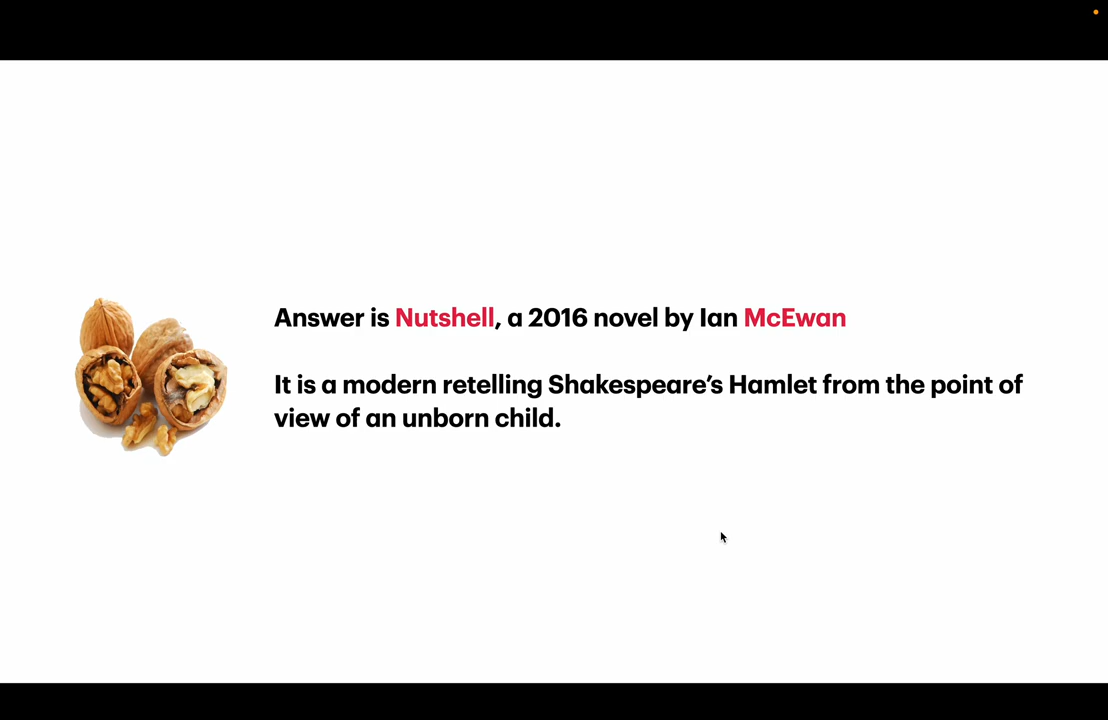 Answer is Nutshell, a 2016 novel by Ian McEwan
It is a modern retelling Shakespeare’s Hamlet from the point of
view of an unborn child.